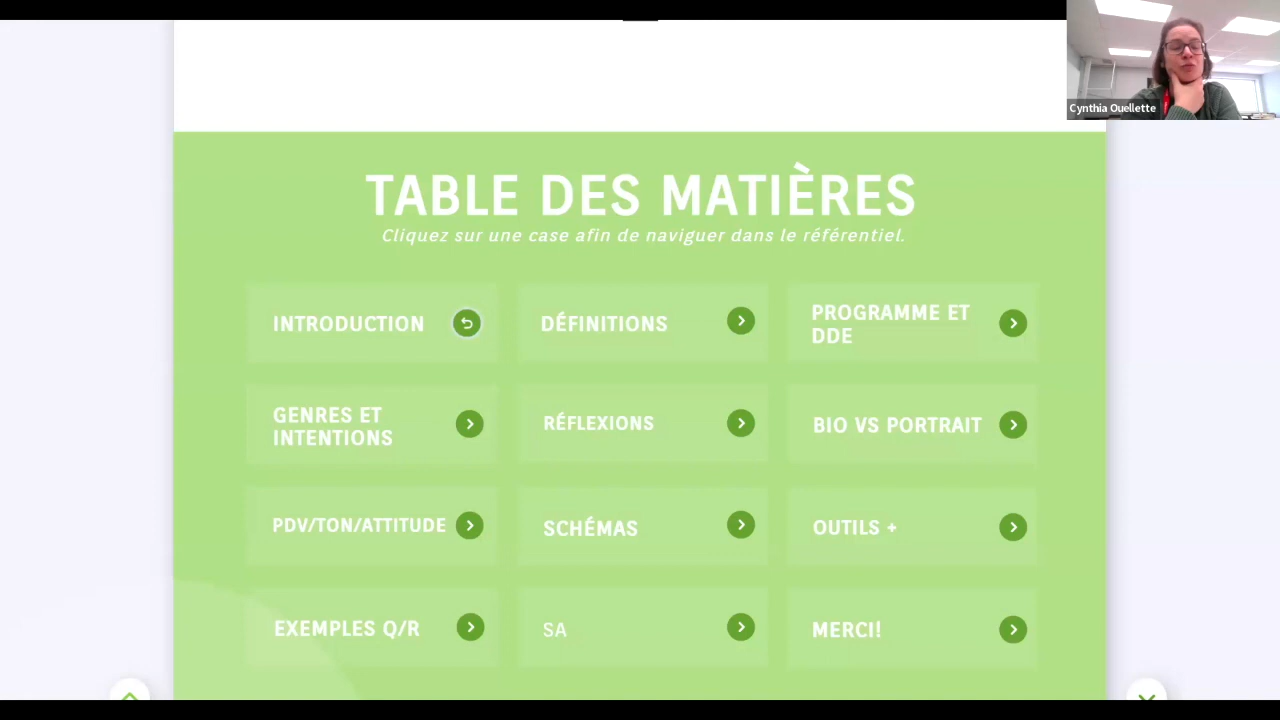 Cynthia Ouellette
TABLE DES MATIÈRES
Cliquez sur une case afin de naviguer dans le référentiel.
INTRODUCTION
DÉFINITIONS
PROGRAMME ET
DDE
GENRES ET
INTENTIONS
RÉFLEXIONS
BIO VS PORTRAIT
PDV/TON/ATTITUDE
SCHÉMAS
OUTILS +
EXEMPLES Q/R
SA
MERCI!